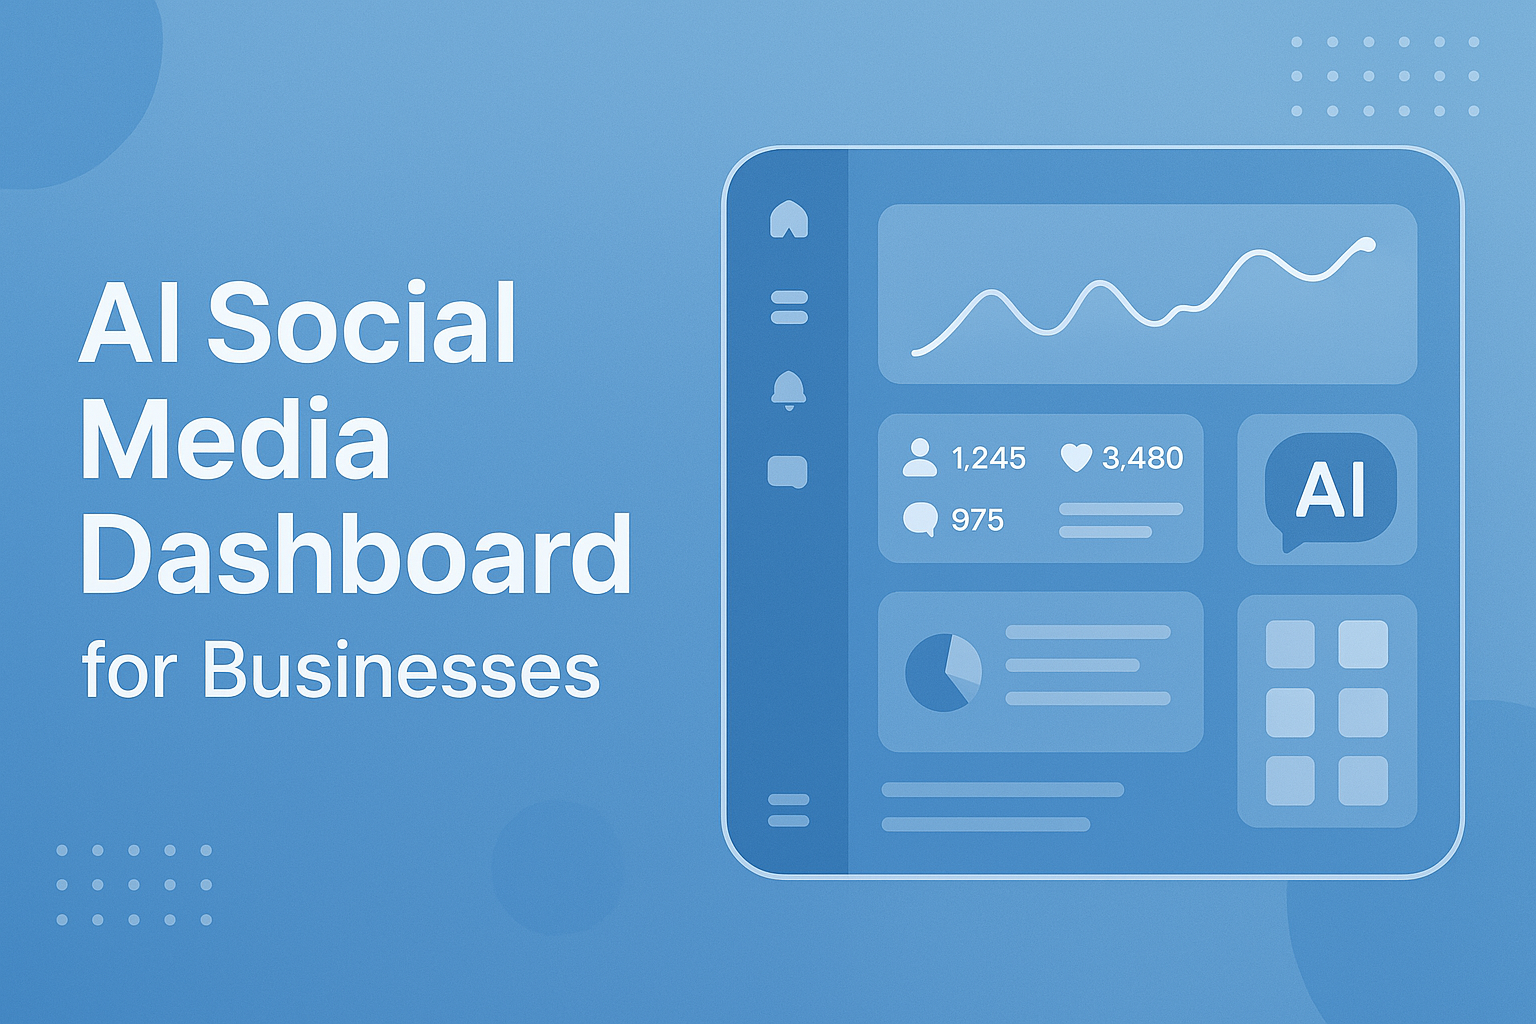 AI Social
Media
Dashboard
for Businesses
1,245
3,480
975
AI